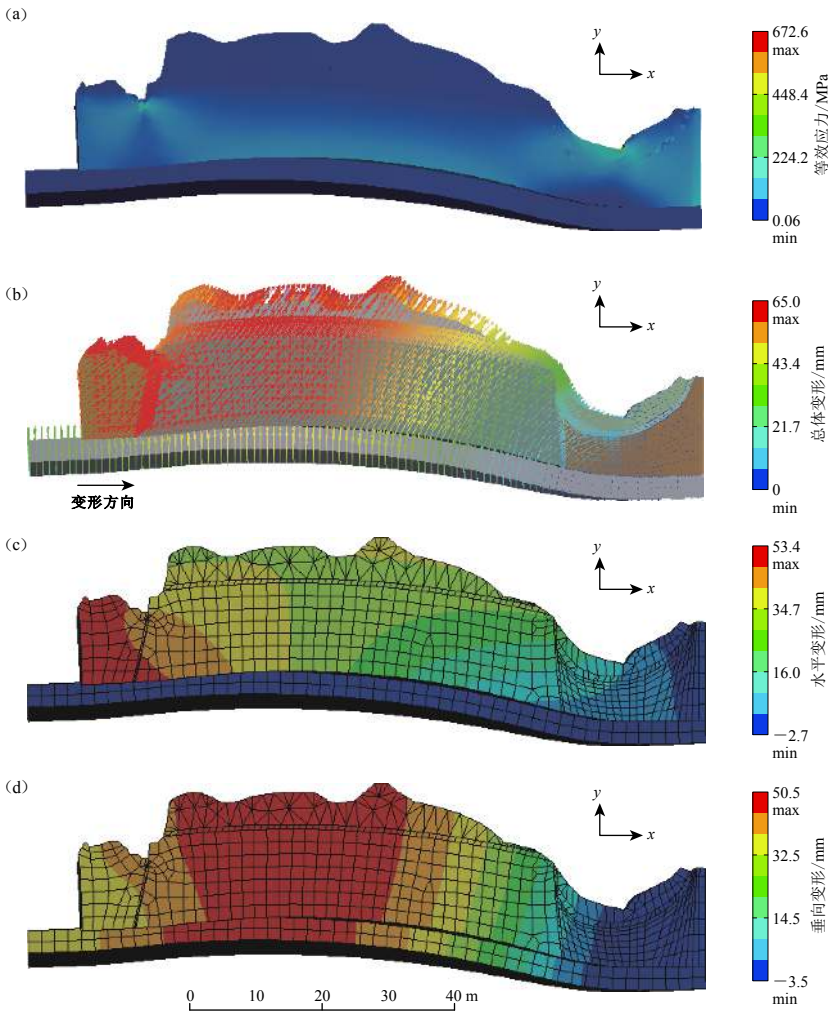 (a)
y
x
672.6
max
448.4
224.2
0.06
min
等效应力/MPa
(b)
y
x
变形方向
65.0
max
43.4
21.7
0
min
总体变形/mm
(c)
y
x
53.4
max
34.7
16.0
−2.7
min
水平变形/mm
(d)
y
x
50.5
max
32.5
14.5
−3.5
min
垂向变形/mm
0 10 20 30 40 m